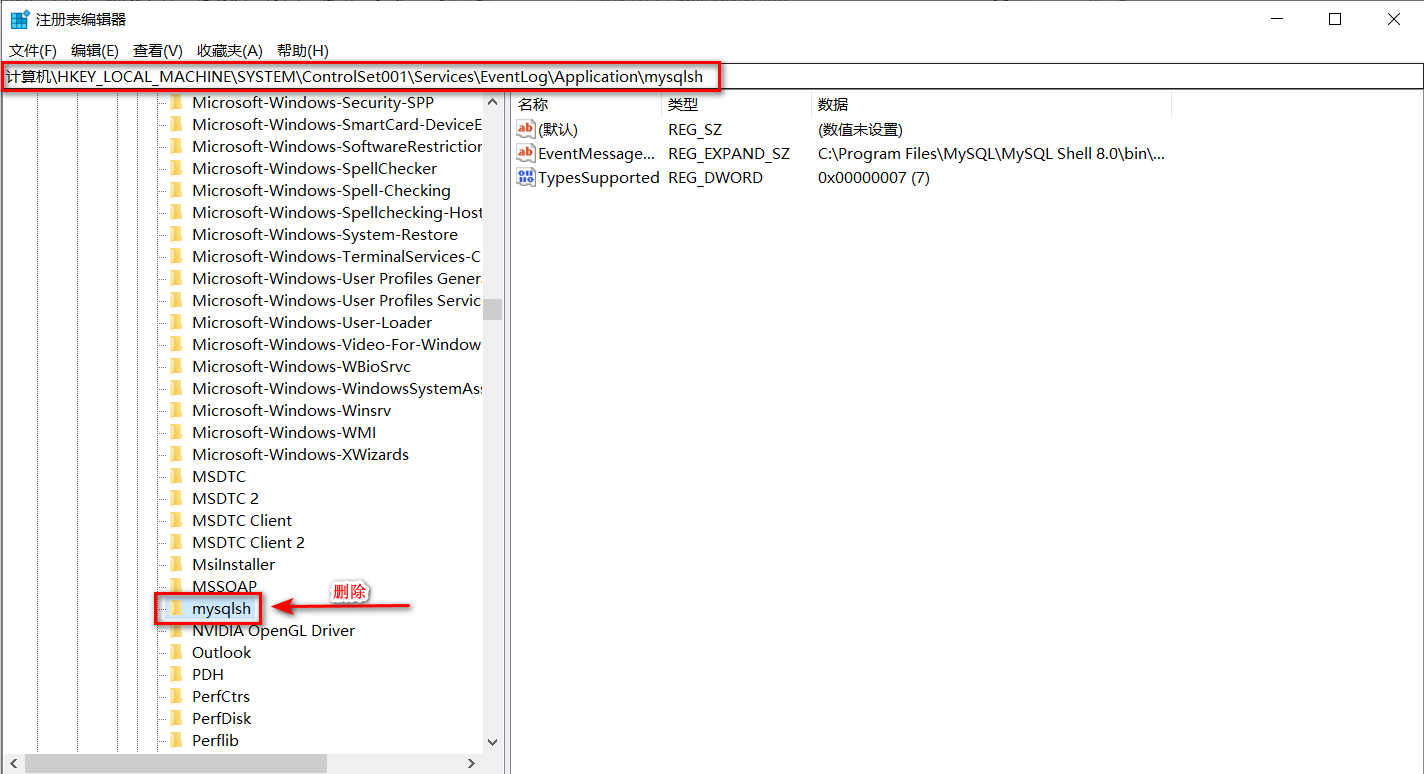 注册表编辑器
文件(F) 编辑(E) 查看(V) 收藏夹(A) 帮助(H)
计算机\HKEY_LOCAL_MACHINE\SYSTEM\ControlSet001\Services\EventLog\Application\mysqlsh
Microsoft-Windows-Security-SPP
Microsoft-Windows-SmartCard-DeviceE
Microsoft-Windows-SoftwareRestriction
Microsoft-Windows-SpellChecker
Microsoft-Windows-Spell-Checking
Microsoft-Windows-Spellchecking-Host
Microsoft-Windows-System-Restore
Microsoft-Windows-TerminalServices-C
Microsoft-Windows-User Profiles Genera
Microsoft-Windows-User Profiles Servic
Microsoft-Windows-User-Loader
Microsoft-Windows-Video-For-Window
Microsoft-Windows-WBioSrvc
Microsoft-Windows-WindowsSystemAss
Microsoft-Windows-Winsrv
Microsoft-Windows-WMI
Microsoft-Windows-XWizards
MSDTC
MSDTC 2
MSDTC Client
MSDTC Client 2
MsiInstaller
MSSOAP
删除
mysqlsh
NVIDIA OpenGL Driver
Outlook
PDH
PerfCtrs
PerfDisk
Perflib
名称 类型 数据
(默认) REG_SZ (数值未设置)
EventMessage... REG_EXPAND_SZ C:\Program Files\MySQL\MySQL Shell 8.0\bin\...
TypesSupported REG_DWORD 0x00000007 (7)